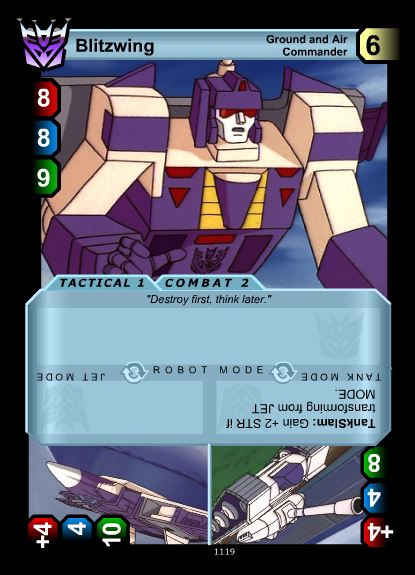 Blitzwing
Ground and Air
Commander
6
8
8
9
TACTICAL 1 COMBAT 2
"Destroy first, think later."
JET MODE
ROBOT MODE
TANK MODE
TankSlam: Gain +2 STR if
transforming from JET
MODE.
+4
4
10
+4
4
8
1119